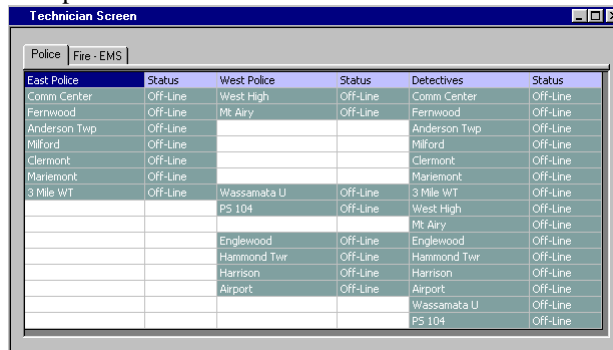 Technician Screen
Police Fire - EMS
East Police Status West Police Status Detectives Status
Comm Center Off-Line West High Off-Line Comm Center Off-Line
Fernwood Off-Line Mt Airy Off-Line Fernwood Off-Line
Anderson Twp Off-Line Anderson Twp Off-Line
Milford Off-Line Milford Off-Line
Clermont Off-Line Clermont Off-Line
Mariemont Off-Line Mariemont Off-Line
3 Mile WT Off-Line Wassamata U Off-Line 3 Mile WT Off-Line
PS 104 Off-Line West High Off-Line
Mt Airy Off-Line
Englewood Off-Line Englewood Off-Line
Hammond Twr Off-Line Hammond Twr Off-Line
Harrison Off-Line Harrison Off-Line
Airport Off-Line Airport Off-Line
Wassamata U Off-Line
PS 104 Off-Line